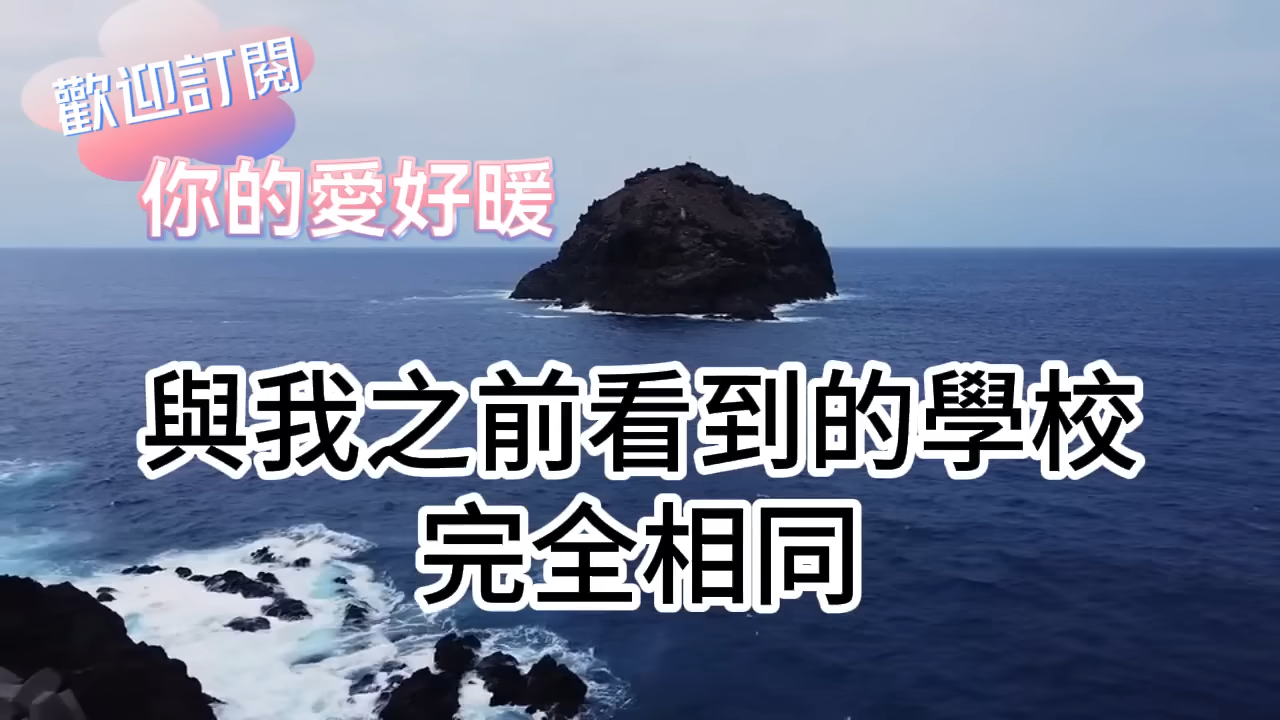 歡迎訂閱
你的愛好暖
與我之前看到的學校
完全相同